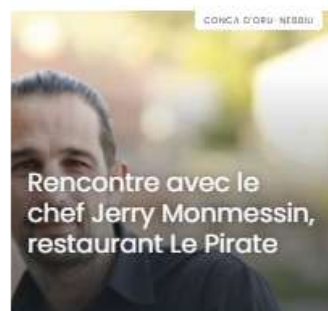 CONCA D'ORU- NEBBIU
Rencontre avec le
chef Jerry Monmessin,
restaurant Le Pirate